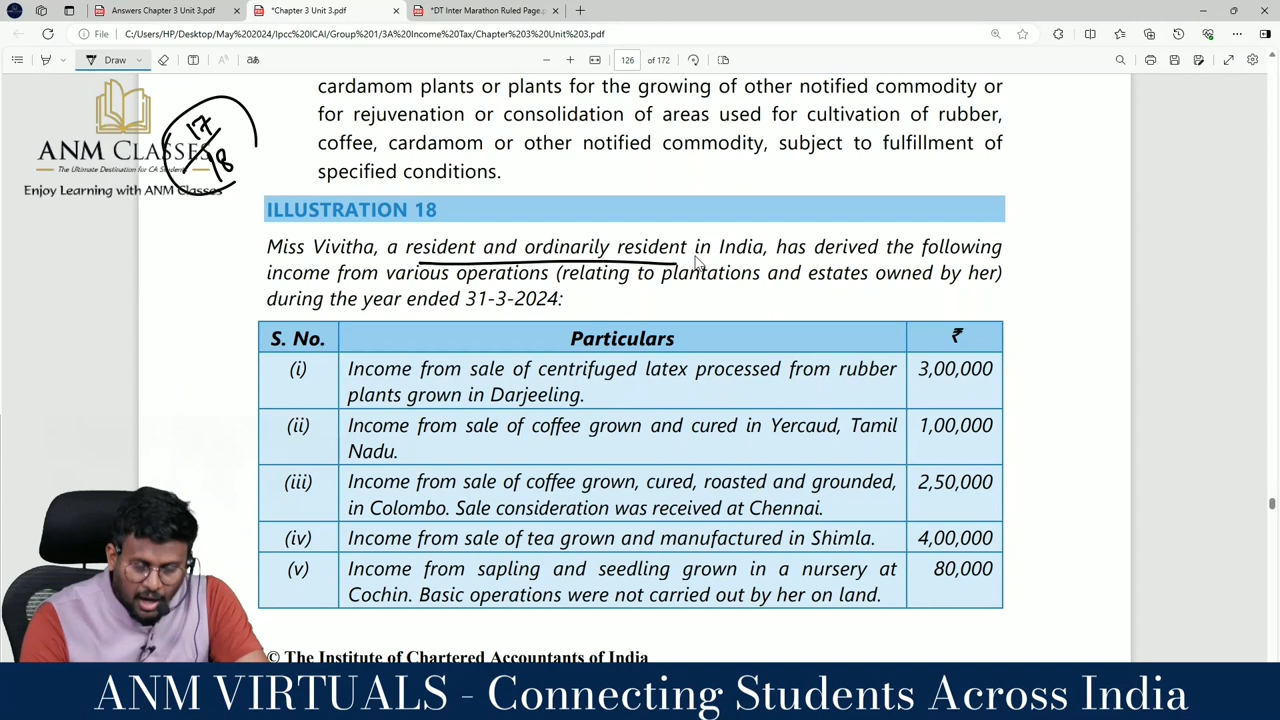 Answers Chapter 3 Unit 3.pdf
*Chapter 3 Unit 3.pdf
*DT Inter Marathon Ruled Page.p
File
C:/Users/HP/Desktop/May%202024/Ipcc%20ICAI/Group%201/3A%20Income%20Tax/Chapter%203%20Unit%203.pdf
Draw
126 of 172
cardamom plants or plants for the growing of other notified commodity or
for rejuvenation or consolidation of areas used for cultivation of rubber,
coffee, cardamom or other notified commodity, subject to fulfillment of
specified conditions.
17
18
ANM CLASSES
The Ultimate Destination for CA Students
Enjoy Learning with ANM Classes
ILLUSTRATION 18
Miss Vivitha, a resident and ordinarily resident in India, has derived the following
income from various operations (relating to plantations and estates owned by her)
during the year ended 31-3-2024:
S. No. Particulars ₹
(i) Income from sale of centrifuged latex processed from rubber 3,00,000
plants grown in Darjeeling.
(ii) Income from sale of coffee grown and cured in Yercaud, Tamil 1,00,000
Nadu.
(iii) Income from sale of coffee grown, cured, roasted and grounded, 2,50,000
in Colombo. Sale consideration was received at Chennai.
(iv) Income from sale of tea grown and manufactured in Shimla. 4,00,000
(v) Income from sapling and seedling grown in a nursery at 80,000
Cochin. Basic operations were not carried out by her on land.
© The Institute of Chartered Accountants of India
ANM VIRTUALS - Connecting Students Across India